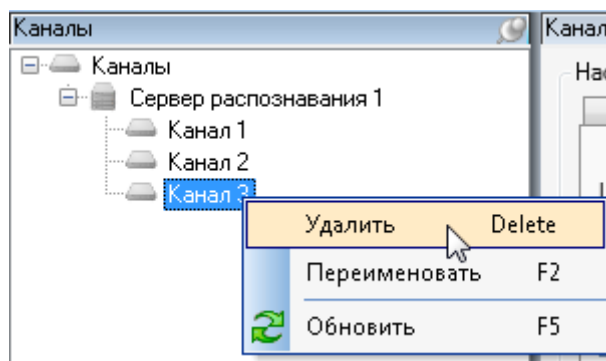 Каналы
Каналы
Сервер распознавания 1
Канал 1
Канал 2
Канал 3
Удалить Delete
Переименовать F2
Обновить F5
Канал